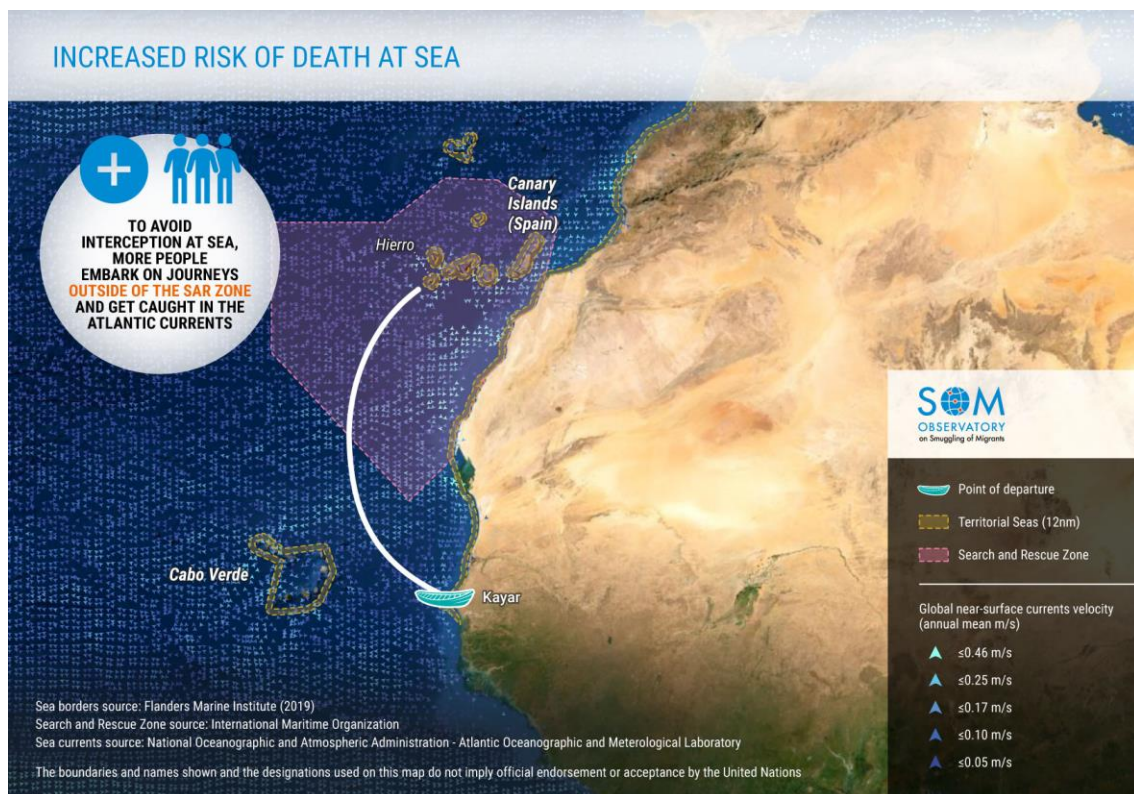 INCREASED RISK OF DEATH AT SEA
TO AVOID
INTERCEPTION AT SEA,
MORE PEOPLE
EMBARK ON JOURNEYS
OUTSIDE OF THE SAR ZONE
AND GET CAUGHT IN THE
ATLANTIC CURRENTS
Canary
Islands
(Spain)
Hierro
Cabo Verde
Kayar
SOM
OBSERVATORY
on Smuggling of Migrants
Point of departure
Territorial Seas (12nm)
Search and Rescue Zone
Global near-surface currents velocity
(annual mean m/s)
≤0.46 m/s
≤0.25 m/s
≤0.17 m/s
≤0.10 m/s
≤0.05 m/s
Sea borders source: Flanders Marine Institute (2019)
Search and Rescue Zone source: International Maritime Organization
Sea currents source: National Oceanographic and Atmospheric Administration - Atlantic Oceanographic and Meterological Laboratory
The boundaries and names shown and the designations used on this map do not imply official endorsement or acceptance by the United Nations